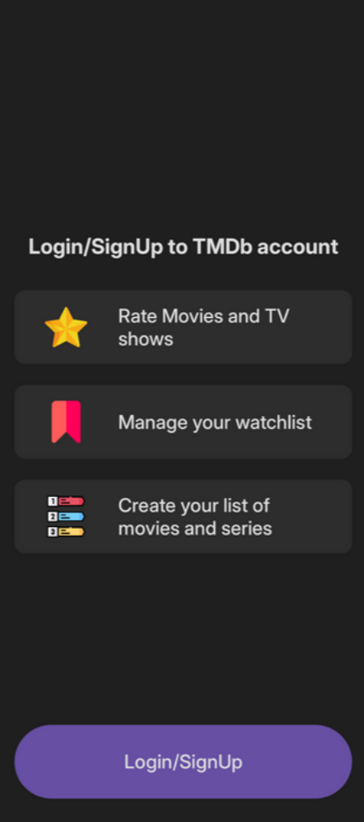 Login/SignUp to TMDb account
Rate Movies and TV
shows
Manage your watchlist
1
2
3
Create your list of
movies and series
Login/SignUp